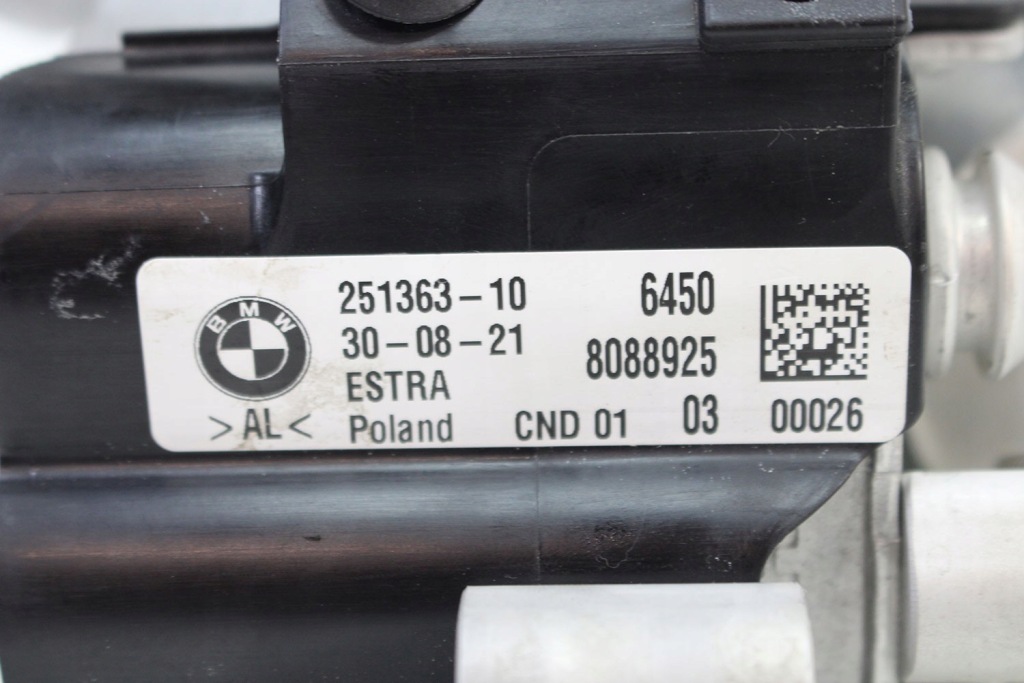 BMW
251363-10 6450
30-08-21 8088925
ESTRA
>AL< Poland CND 01 03 00026